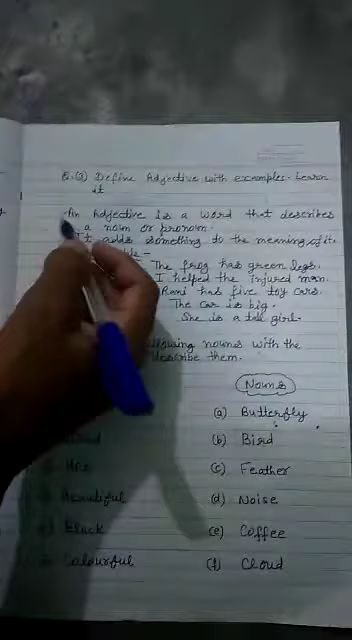 Q.(a) Define Adjective with examples. Learn
it
An Adjective is a word that describes
a noun or pronoun.
It adds something to the meaning of it.
The frog has green legs.
I helped the injured man.
Rani has five toy cars.
The car is big.
She is a tall girl.
nouns with the
describe them.
Nouns
(a) Butterfly
(b) Bird
Hot (c) Feather
Beautiful (d) Noise
Black (e) Coffee
Colourful (f) Cloud